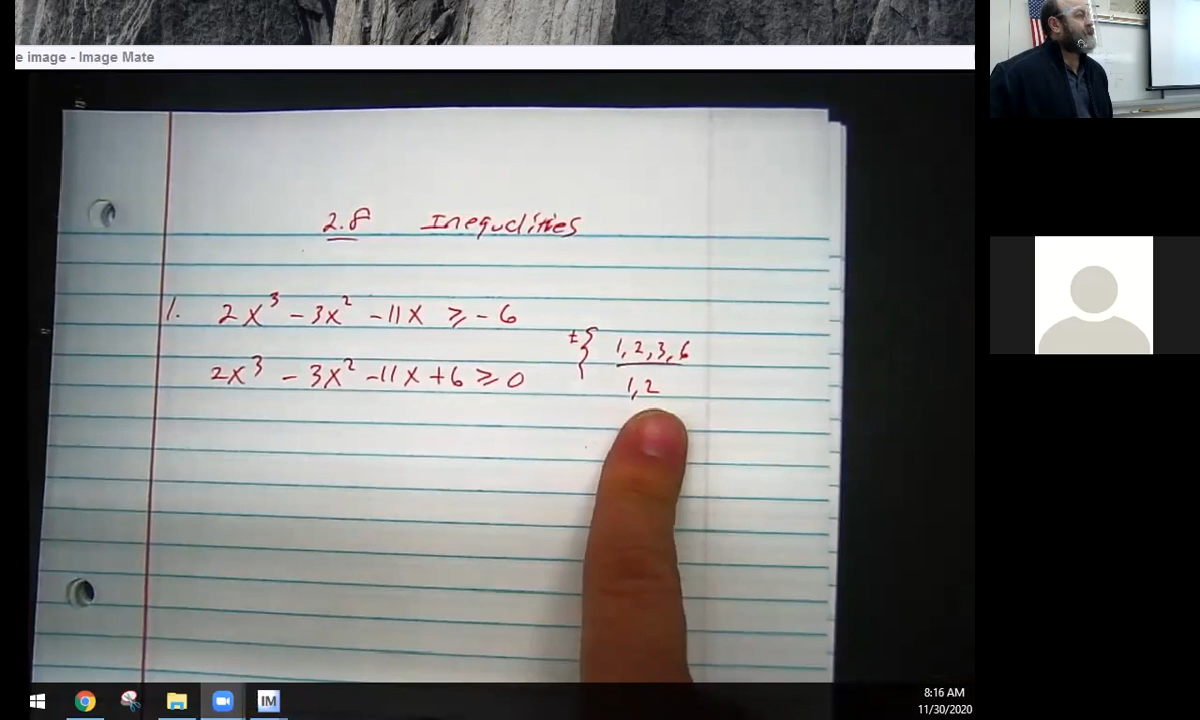 e image - Image Mate
2.8 Inequalities
1. 2x³ - 3x² - 11x ≥ - 6
2x³ - 3x² - 11x + 6 ≥ 0
± { 1, 2, 3, 6
1, 2
IM
8:16 AM
11/30/2020